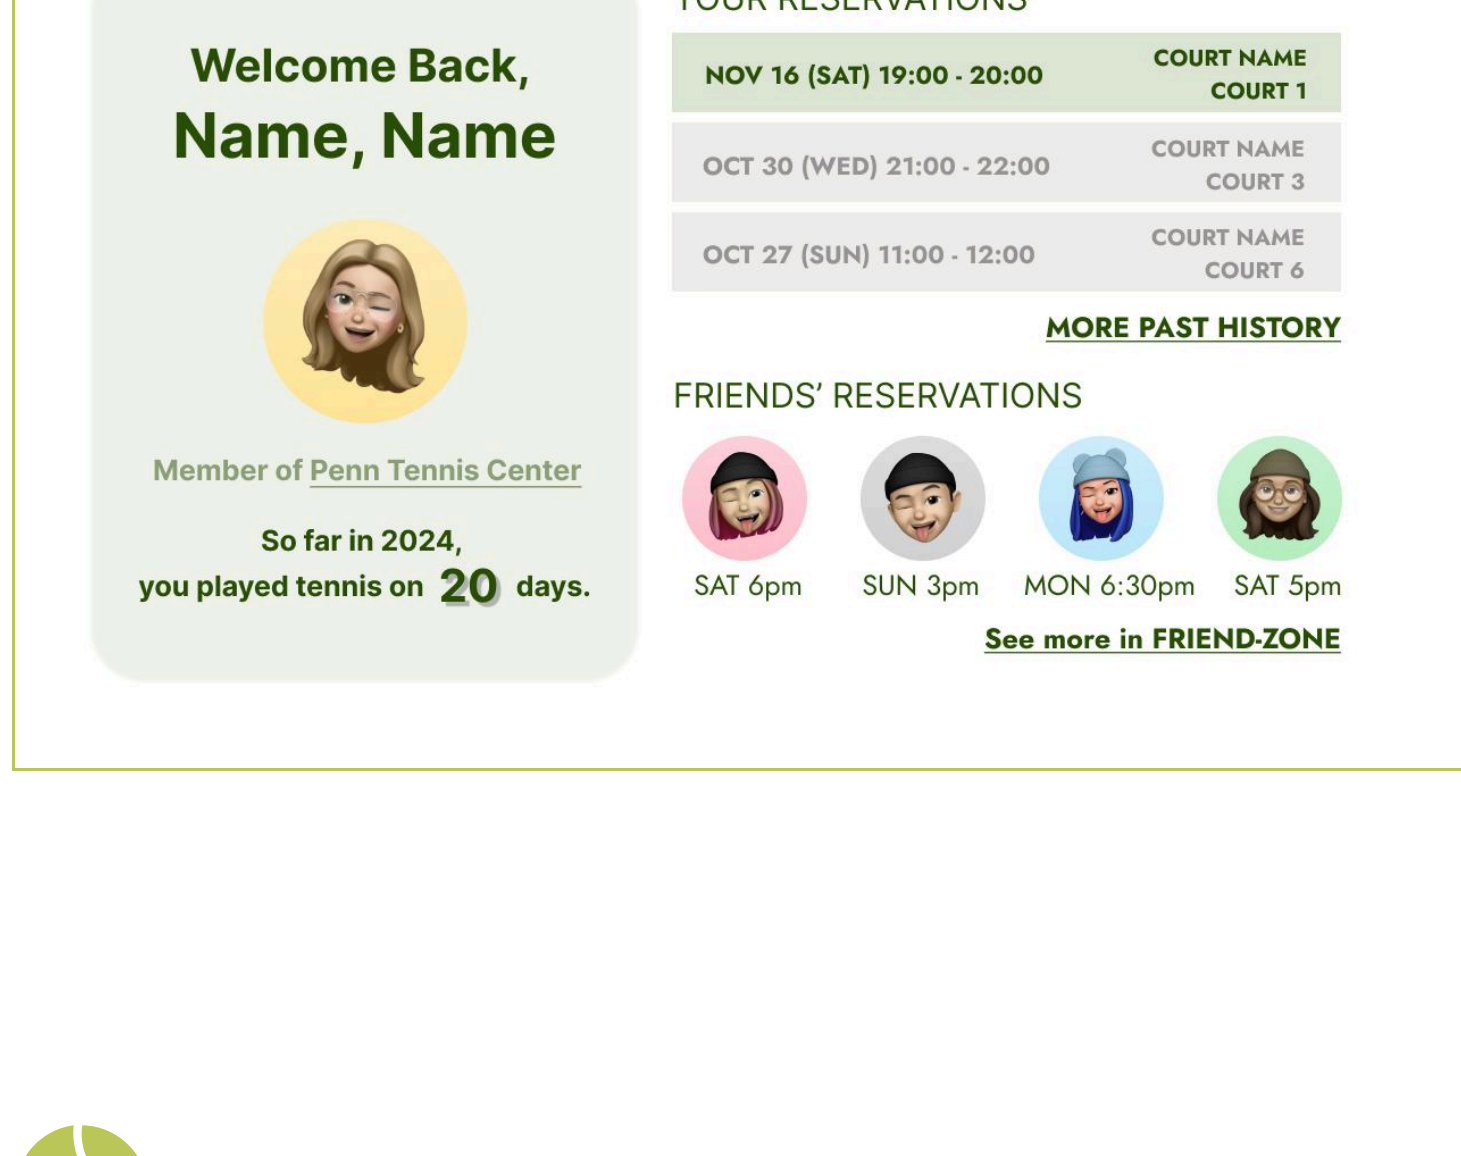 Welcome Back,
Name, Name
Member of Penn Tennis Center
So far in 2024,
you played tennis on 20 days.
YOUR RESERVATIONS
NOV 16 (SAT) 19:00 - 20:00
COURT NAME
COURT 1
OCT 30 (WED) 21:00 - 22:00
COURT NAME
COURT 3
OCT 27 (SUN) 11:00 - 12:00
COURT NAME
COURT 6
MORE PAST HISTORY
FRIENDS’ RESERVATIONS
SAT 6pm
SUN 3pm
MON 6:30pm
SAT 5pm
See more in FRIEND-ZONE